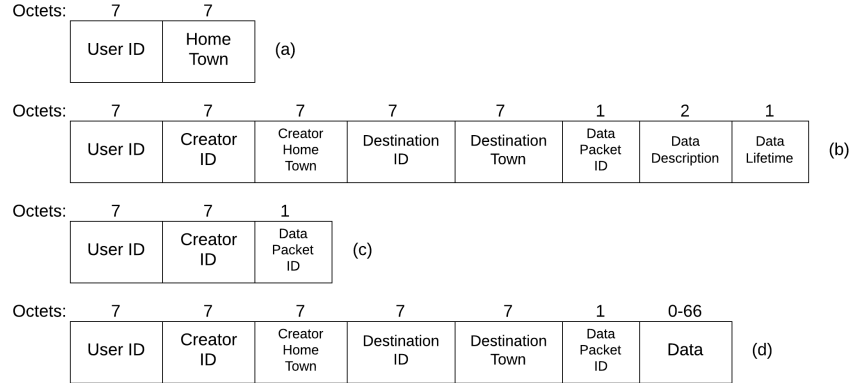 Octets: 7 7
User ID Home Town (a)
Octets: 7 7 7 7 7 1 2 1
User ID Creator ID Creator Home Town Destination ID Destination Town Data Packet ID Data Description Data Lifetime (b)
Octets: 7 7 1
User ID Creator ID Data Packet ID (c)
Octets: 7 7 7 7 7 1 0-66
User ID Creator ID Creator Home Town Destination ID Destination Town Data Packet ID Data (d)